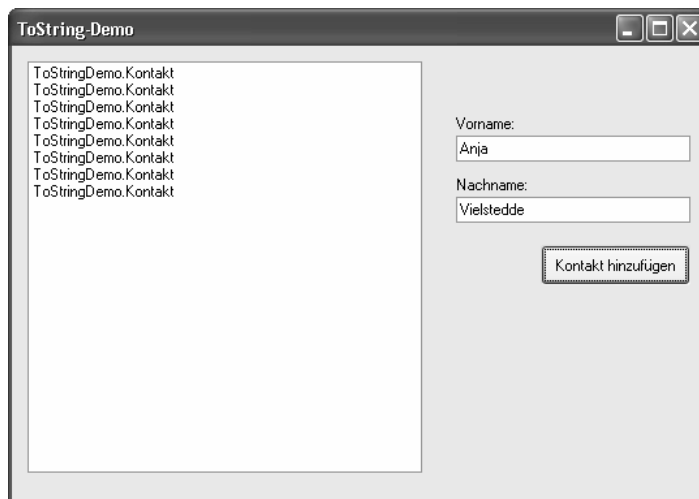 ToString-Demo
ToStringDemo.Kontakt
ToStringDemo.Kontakt
ToStringDemo.Kontakt
ToStringDemo.Kontakt
ToStringDemo.Kontakt
ToStringDemo.Kontakt
ToStringDemo.Kontakt
ToStringDemo.Kontakt
Vorname:
Anja
Nachname:
Vielstedde
Kontakt hinzufügen